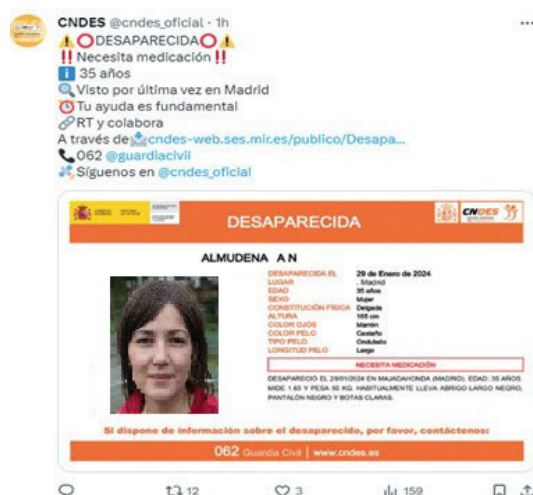 CNDES @cndes_oficial · 1h
⚠️⭕DESAPARECIDA⭕⚠️
‼️Necesita medicación‼️
ℹ️ 35 años
🔍Visto por última vez en Madrid
⏰Tu ayuda es fundamental
🔗RT y colabora
A través de📩cndes-web.ses.mir.es/publico/Desapa...
📞062 @guardiacivil
Síguenos en @cndes_oficial
CNDES
DESAPARECIDA
ALMUDENA A N
DESAPARECIDA EL 29 de Enero de 2024
LUGAR . Madrid
EDAD 35 años
SEXO Mujer
CONSTITUCIÓN FÍSICA Delgada
ALTURA 165 cm
COLOR OJOS Marrón
COLOR PELO Castaño
TIPO PELO Ondulado
LONGITUD PELO Largo
NECESITA MEDICACIÓN
DESAPARECIÓ EL 29/01/2024 EN MAJADAHONDA (MADRID). EDAD: 35 AÑOS.
MIDE 1.65 Y PESA 50 KG. HABITUALMENTE LLEVA ABRIGO LARGO NEGRO,
PANTALÓN NEGRO Y BOTAS CLARAS.
Si dispone de información sobre el desaparecido, por favor, contáctenos:
062 Guardia Civil | www.cndes.es
12 3 159